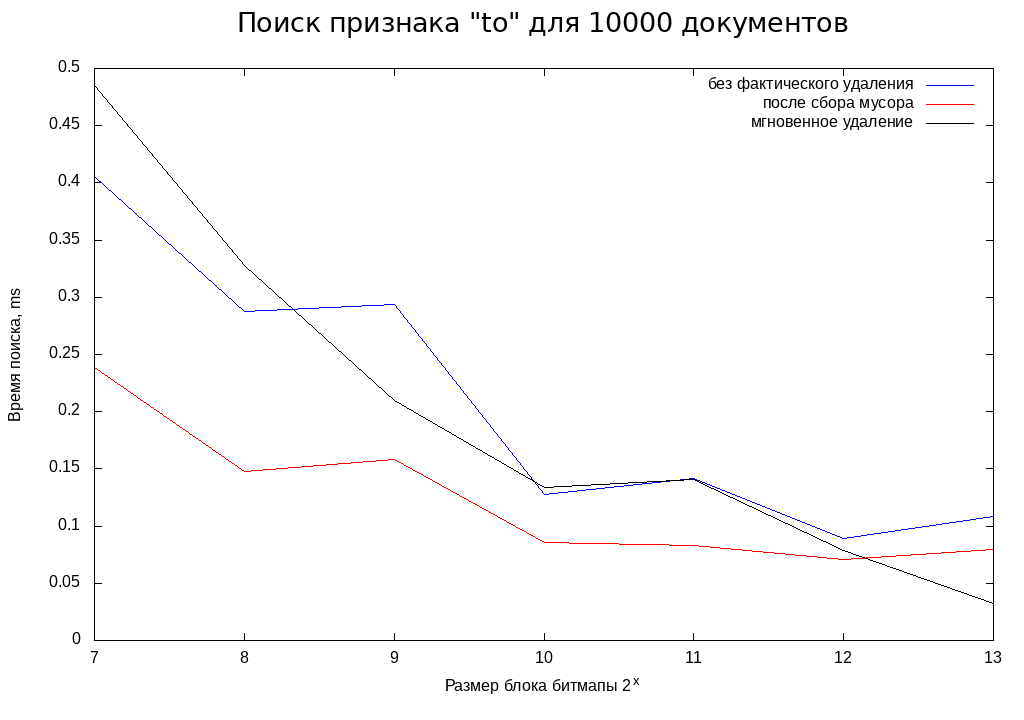 Поиск признака "to" для 10000 документов
0.5
0.45
0.4
0.35
0.3
0.25
0.2
0.15
0.1
0.05
0
7 8 9 10 11 12 13
без фактического удаления
после сбора мусора
мгновенное удаление
Время поиска, ms
Размер блока битмапы 2^x